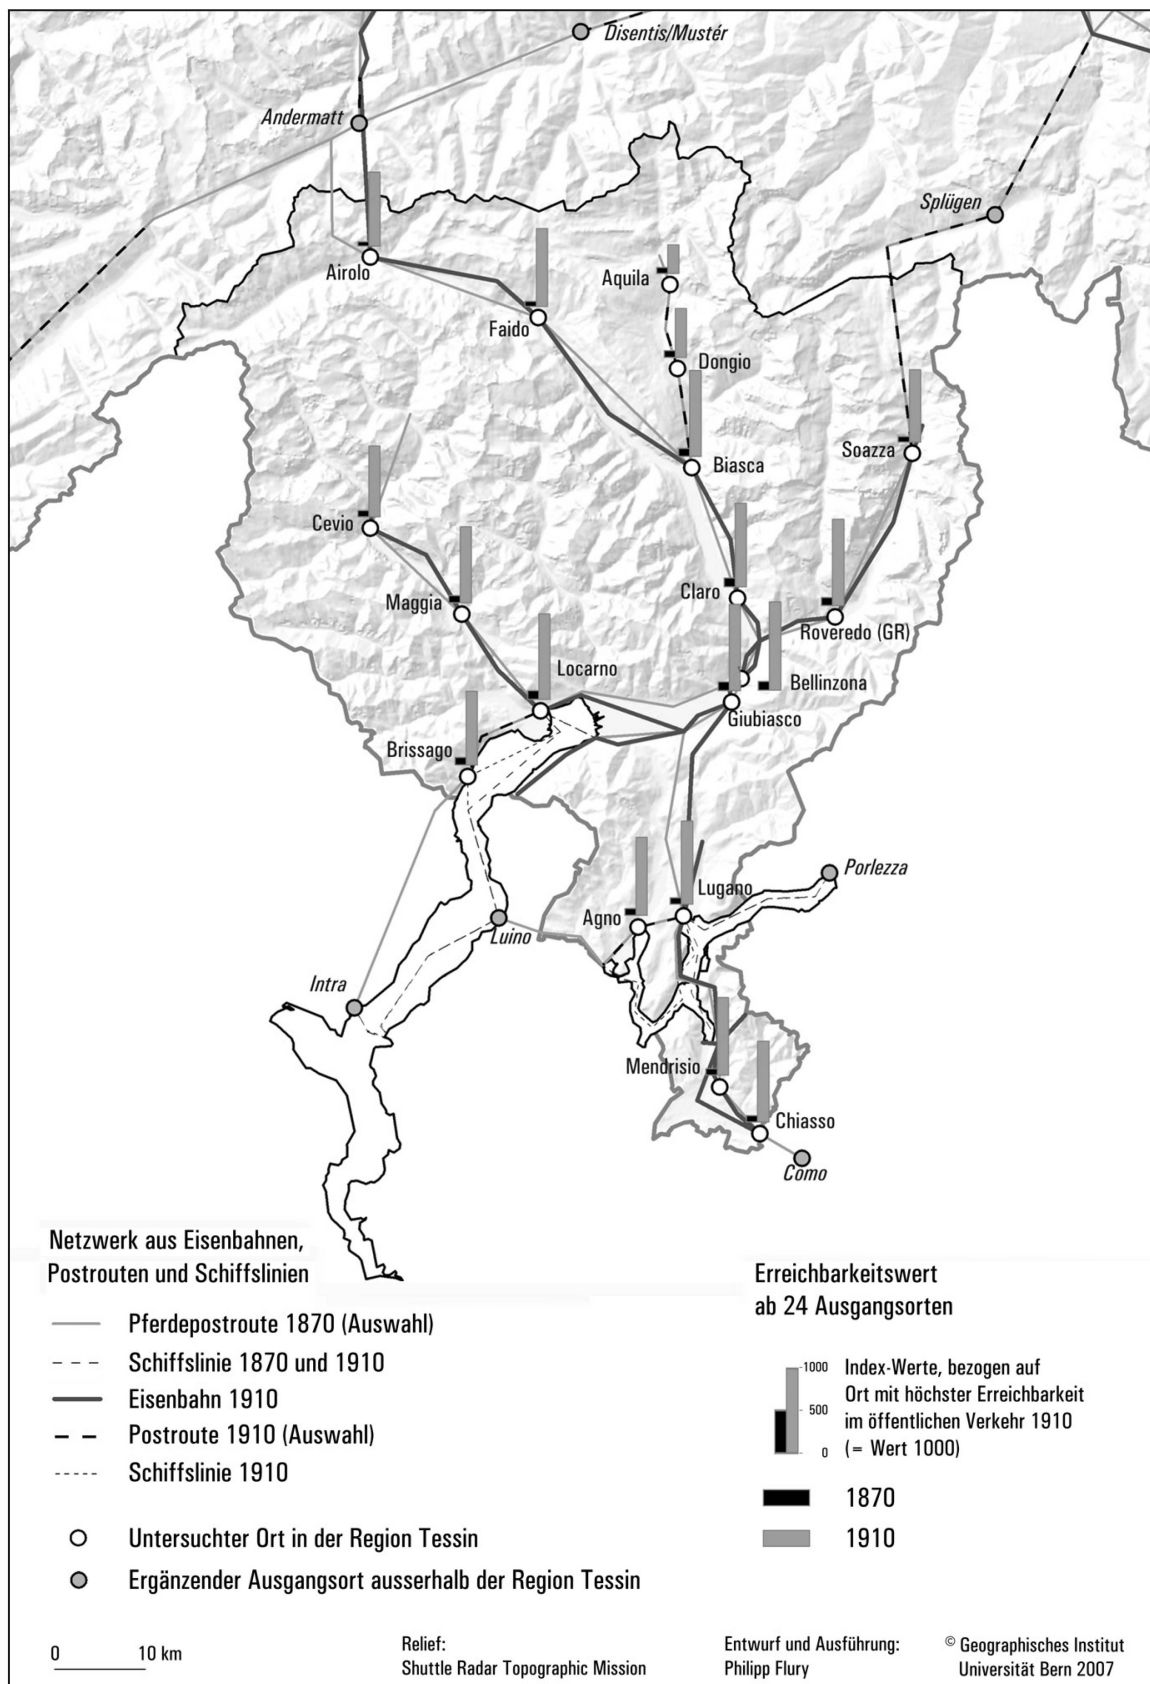 Disentis/Mustér
Andermatt
Splügen
Airolo
Aquila
Faido
Dongio
Soazza
Biasca
Cevio
Claro
Maggia
Roveredo (GR)
Locarno
Bellinzona
Giubiasco
Brissago
Porlezza
Lugano
Agno
Luino
Intra
Mendrisio
Chiasso
Como
Netzwerk aus Eisenbahnen,
Postrouten und Schiffslinien
Pferdepostroute 1870 (Auswahl)
Schiffslinie 1870 und 1910
Eisenbahn 1910
Postroute 1910 (Auswahl)
Schiffslinie 1910
Untersuchter Ort in der Region Tessin
Ergänzender Ausgangsort ausserhalb der Region Tessin
Erreichbarkeitswert
ab 24 Ausgangsorten
1000
500
0
Index-Werte, bezogen auf
Ort mit höchster Erreichbarkeit
im öffentlichen Verkehr 1910
(= Wert 1000)
1870
1910
0 10 km
Relief:
Shuttle Radar Topographic Mission
Entwurf und Ausführung:
Philipp Flury
© Geographisches Institut
Universität Bern 2007